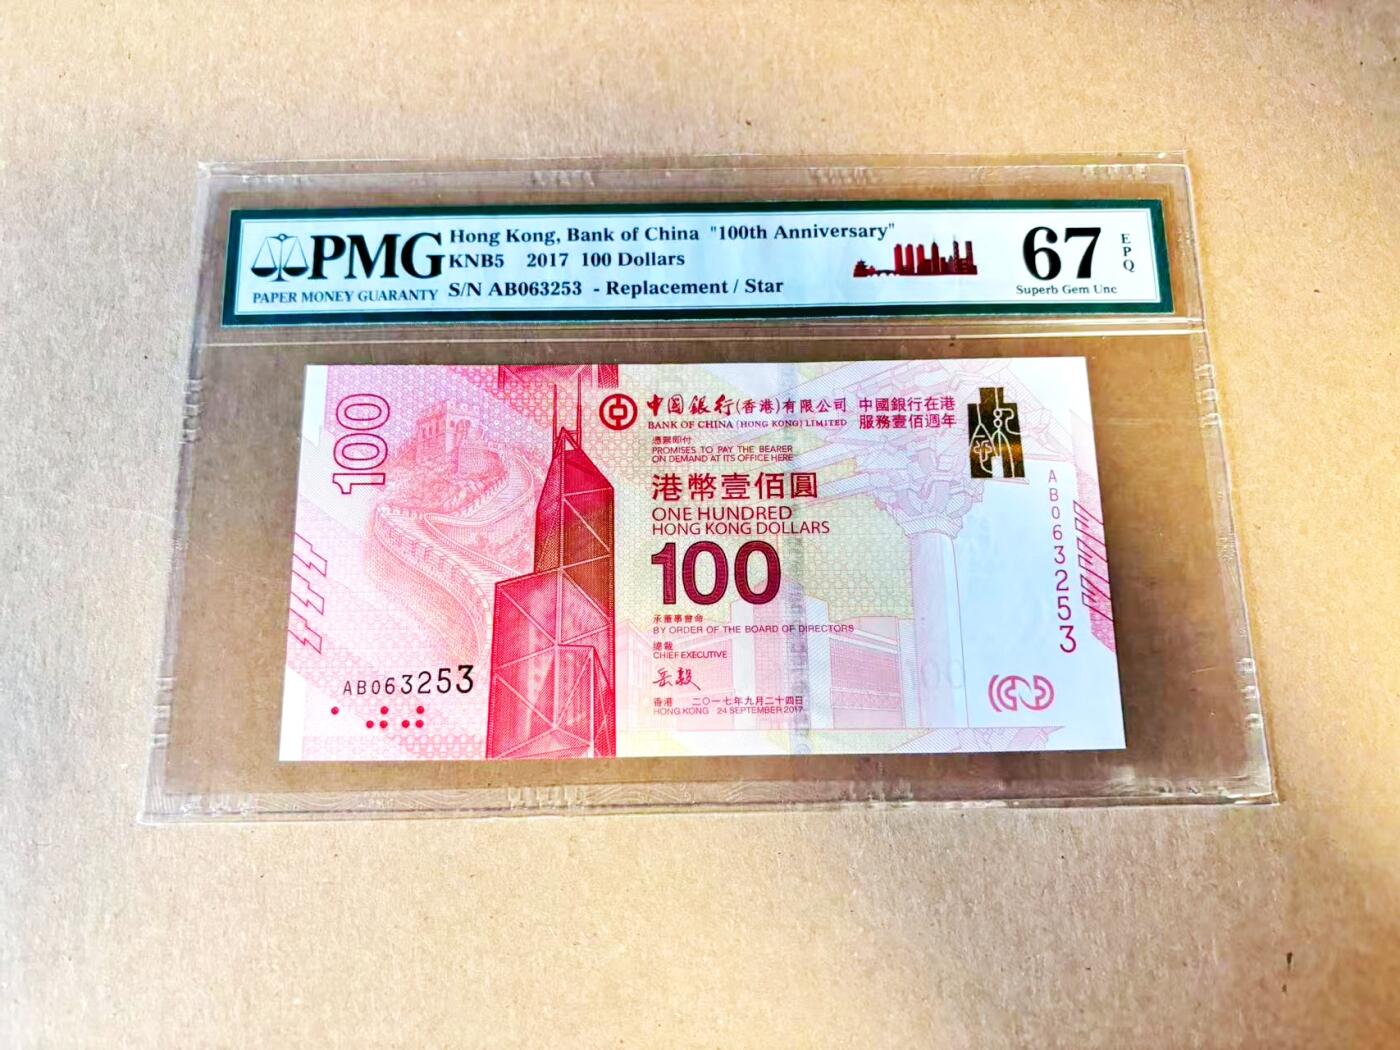 PMG
PAPER MONEY GUARANTY
Hong Kong, Bank of China "100th Anniversary"
KNB5 2017 100 Dollars
S/N AB063253 - Replacement / Star
67
EPQ
Superb Gem Unc
100
中國銀行(香港)有限公司
BANK OF CHINA (HONG KONG) LIMITED
中國銀行在港
服務壹佰週年
憑票即付
PROMISES TO PAY THE BEARER
ON DEMAND AT ITS OFFICE HERE
港幣壹佰圓
ONE HUNDRED
HONG KONG DOLLARS
100
承董事會命
BY ORDER OF THE BOARD OF DIRECTORS
總裁
CHIEF EXECUTIVE
岳毅
香港 二〇一七年九月二十四日
HONG KONG 24 SEPTEMBER 2017
AB063253
AB063253
100